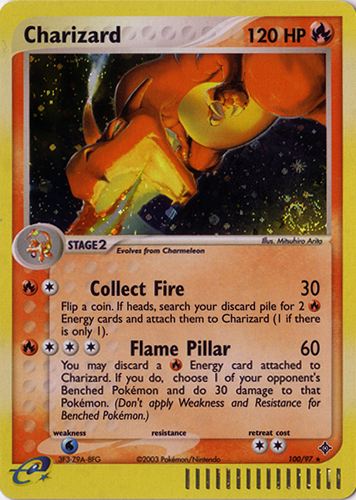 Charizard 120 HP
Illus. Mitsuhiro Arita
STAGE2
Evolves from Charmeleon
Collect Fire 30
Flip a coin. If heads, search your discard pile for 2
Energy cards and attach them to Charizard (1 if there
is only 1).
Flame Pillar 60
You may discard a Energy card attached to
Charizard. If you do, choose 1 of your opponent's
Benched Pokémon and do 30 damage to that
Pokémon. (Don't apply Weakness and Resistance for
Benched Pokémon.)
weakness resistance retreat cost
3F3-Z9A-8FG ©2003 Pokémon/Nintendo 100/97 ★
e